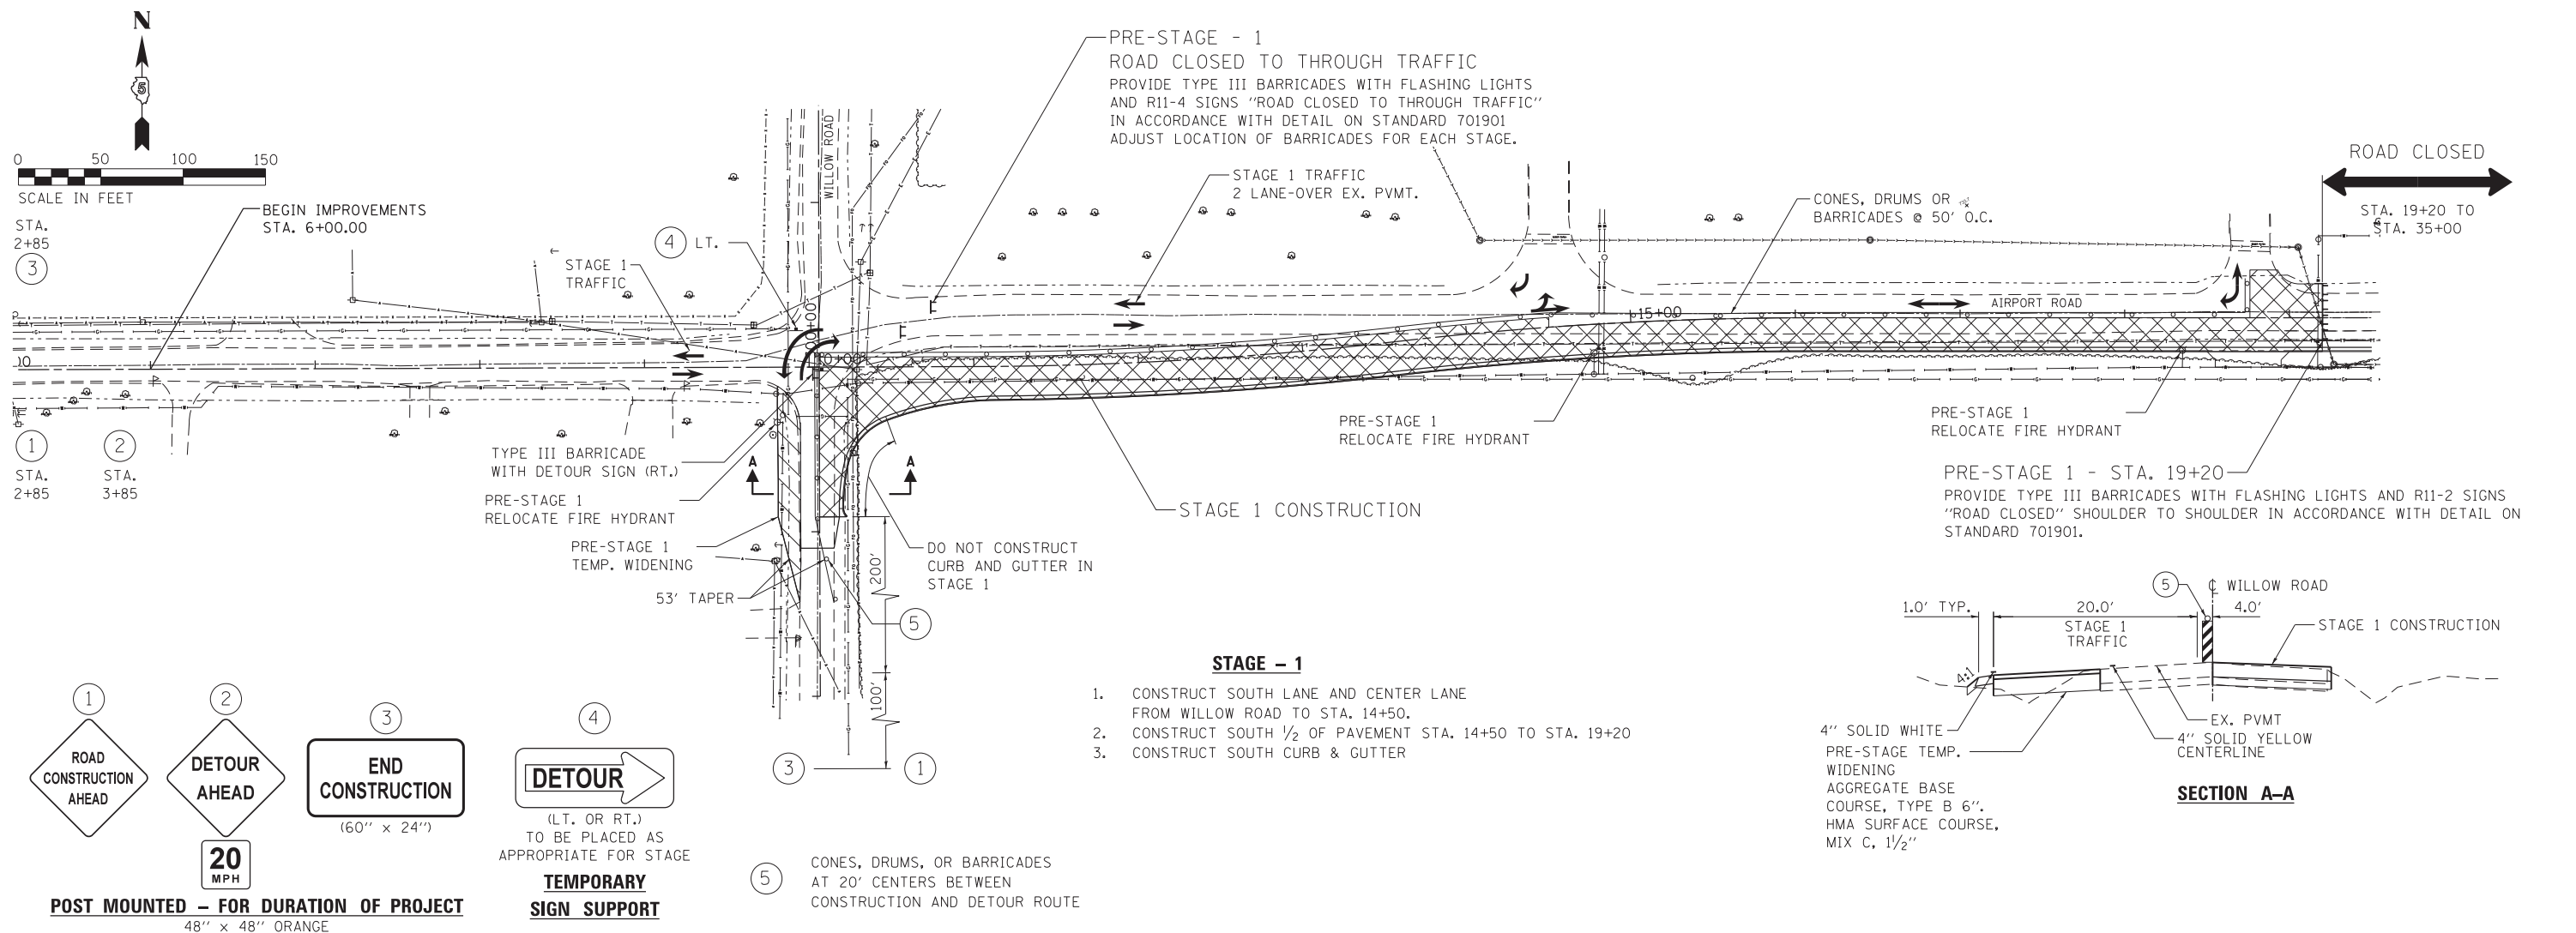 N
5
0 50 100 150
SCALE IN FEET
STA.
2+85
3
BEGIN IMPROVEMENTS
STA. 6+00.00
STAGE 1
TRAFFIC
4 LT.
WILLOW ROAD
PRE-STAGE - 1
ROAD CLOSED TO THROUGH TRAFFIC
PROVIDE TYPE III BARRICADES WITH FLASHING LIGHTS
AND R11-4 SIGNS "ROAD CLOSED TO THROUGH TRAFFIC"
IN ACCORDANCE WITH DETAIL ON STANDARD 701901
ADJUST LOCATION OF BARRICADES FOR EACH STAGE.
STAGE 1 TRAFFIC
2 LANE-OVER EX. PVMT.
CONES, DRUMS OR
BARRICADES @ 50' O.C.
ROAD CLOSED
STA. 19+20 TO
STA. 35+00
15+00
AIRPORT ROAD
1
STA.
2+85
2
STA.
3+85
TYPE III BARRICADE
WITH DETOUR SIGN (RT.)
PRE-STAGE 1
RELOCATE FIRE HYDRANT
PRE-STAGE 1
TEMP. WIDENING
53' TAPER
A A
DO NOT CONSTRUCT
CURB AND GUTTER IN
STAGE 1
200'
100'
5
3 1
STAGE 1 CONSTRUCTION
PRE-STAGE 1
RELOCATE FIRE HYDRANT
PRE-STAGE 1
RELOCATE FIRE HYDRANT
PRE-STAGE 1 - STA. 19+20
PROVIDE TYPE III BARRICADES WITH FLASHING LIGHTS AND R11-2 SIGNS
"ROAD CLOSED" SHOULDER TO SHOULDER IN ACCORDANCE WITH DETAIL ON
STANDARD 701901.
STAGE – 1
1. CONSTRUCT SOUTH LANE AND CENTER LANE
FROM WILLOW ROAD TO STA. 14+50.
2. CONSTRUCT SOUTH 1/2 OF PAVEMENT STA. 14+50 TO STA. 19+20
3. CONSTRUCT SOUTH CURB & GUTTER
5
℄ WILLOW ROAD
1.0' TYP.
20.0'
4.0'
STAGE 1
TRAFFIC
STAGE 1 CONSTRUCTION
4:1
4" SOLID WHITE
PRE-STAGE TEMP.
WIDENING
AGGREGATE BASE
COURSE, TYPE B 6".
HMA SURFACE COURSE,
MIX C, 1 1/2"
EX. PVMT
4" SOLID YELLOW
CENTERLINE
SECTION A–A
1
ROAD
CONSTRUCTION
AHEAD
2
DETOUR
AHEAD
20
MPH
3
END
CONSTRUCTION
(60" x 24")
POST MOUNTED – FOR DURATION OF PROJECT
48" x 48" ORANGE
4
DETOUR
(LT. OR RT.)
TO BE PLACED AS
APPROPRIATE FOR STAGE
TEMPORARY
SIGN SUPPORT
5
CONES, DRUMS, OR BARRICADES
AT 20' CENTERS BETWEEN
CONSTRUCTION AND DETOUR ROUTE